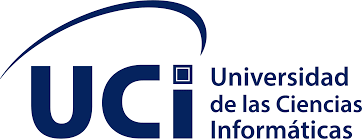 UCi
Universidad
de las Ciencias
Informáticas